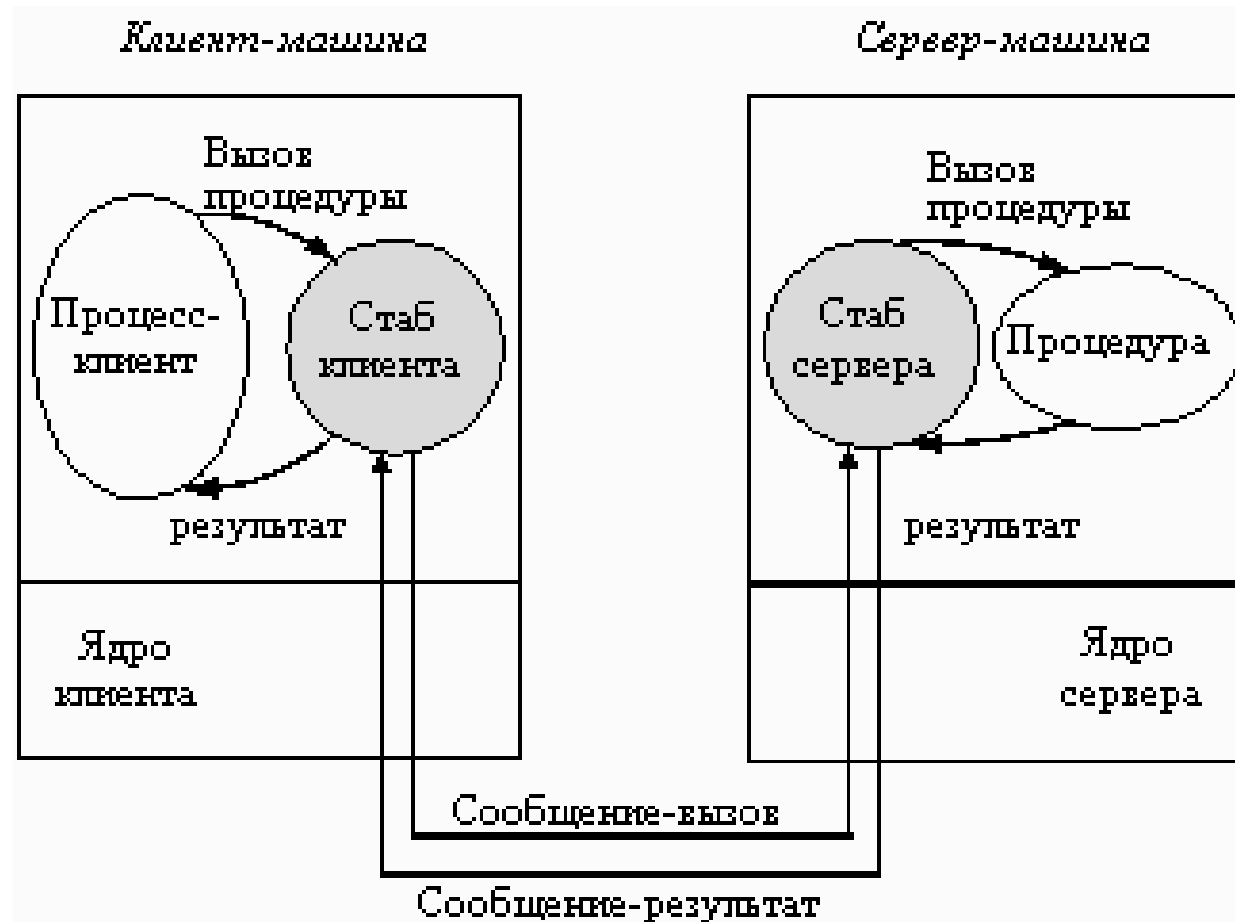 Клиент-машина
Сервер-машина
Вызов
процедуры
Процесс-
клиент
Стаб
клиента
результат
Ядро
клиента
Вызов
процедуры
Стаб
сервера
Процедура
результат
Ядро
сервера
Сообщение-вызов
Сообщение-результат